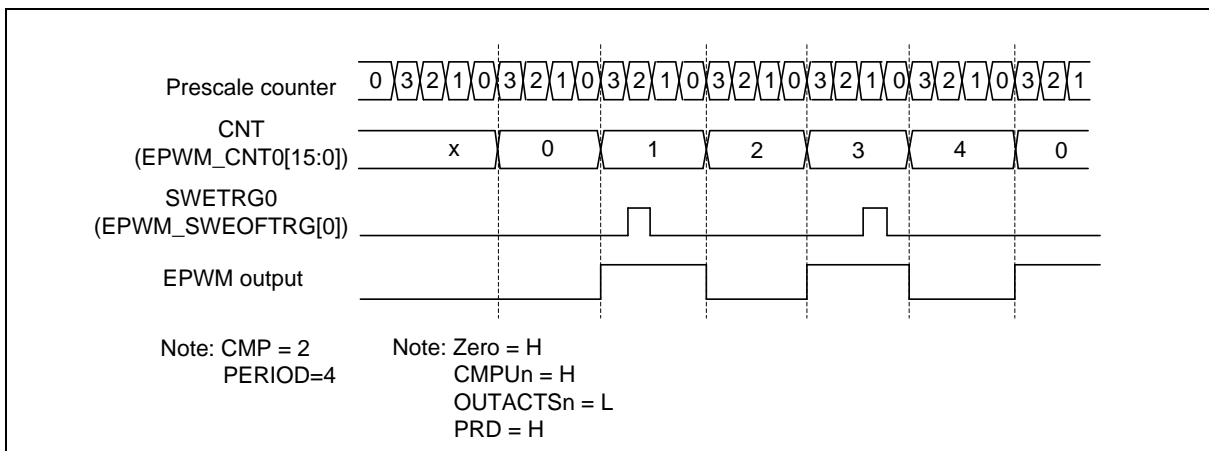 Prescale counter 0 3 2 1 0 3 2 1 0 3 2 1 0 3 2 1 0 3 2 1 0 3 2 1 0 3 2 1
CNT
(EPWM_CNT0[15:0]) x 0 1 2 3 4 0
SWETRG0
(EPWM_SWEOFTRG[0])
EPWM output
Note: CMP = 2 Note: Zero = H
PERIOD=4 CMPUn = H
OUTACTSn = L
PRD = H